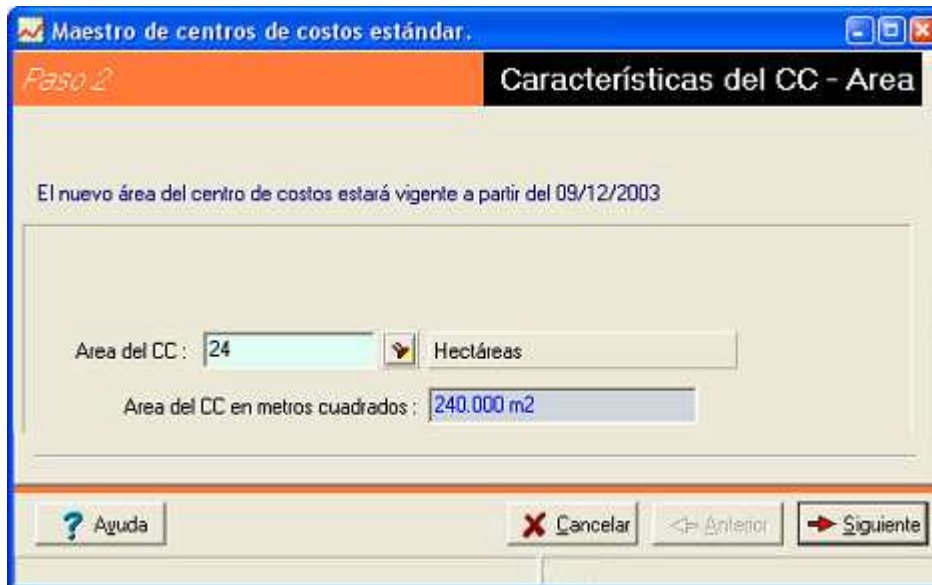 Maestro de centros de costos estándar.
Paso 2
Características del CC - Area
El nuevo área del centro de costos estará vigente a partir del 09/12/2003
Area del CC : 24 Hectáreas
Area del CC en metros cuadrados : 240.000 m2
? Ayuda Cancelar Anterior Siguiente